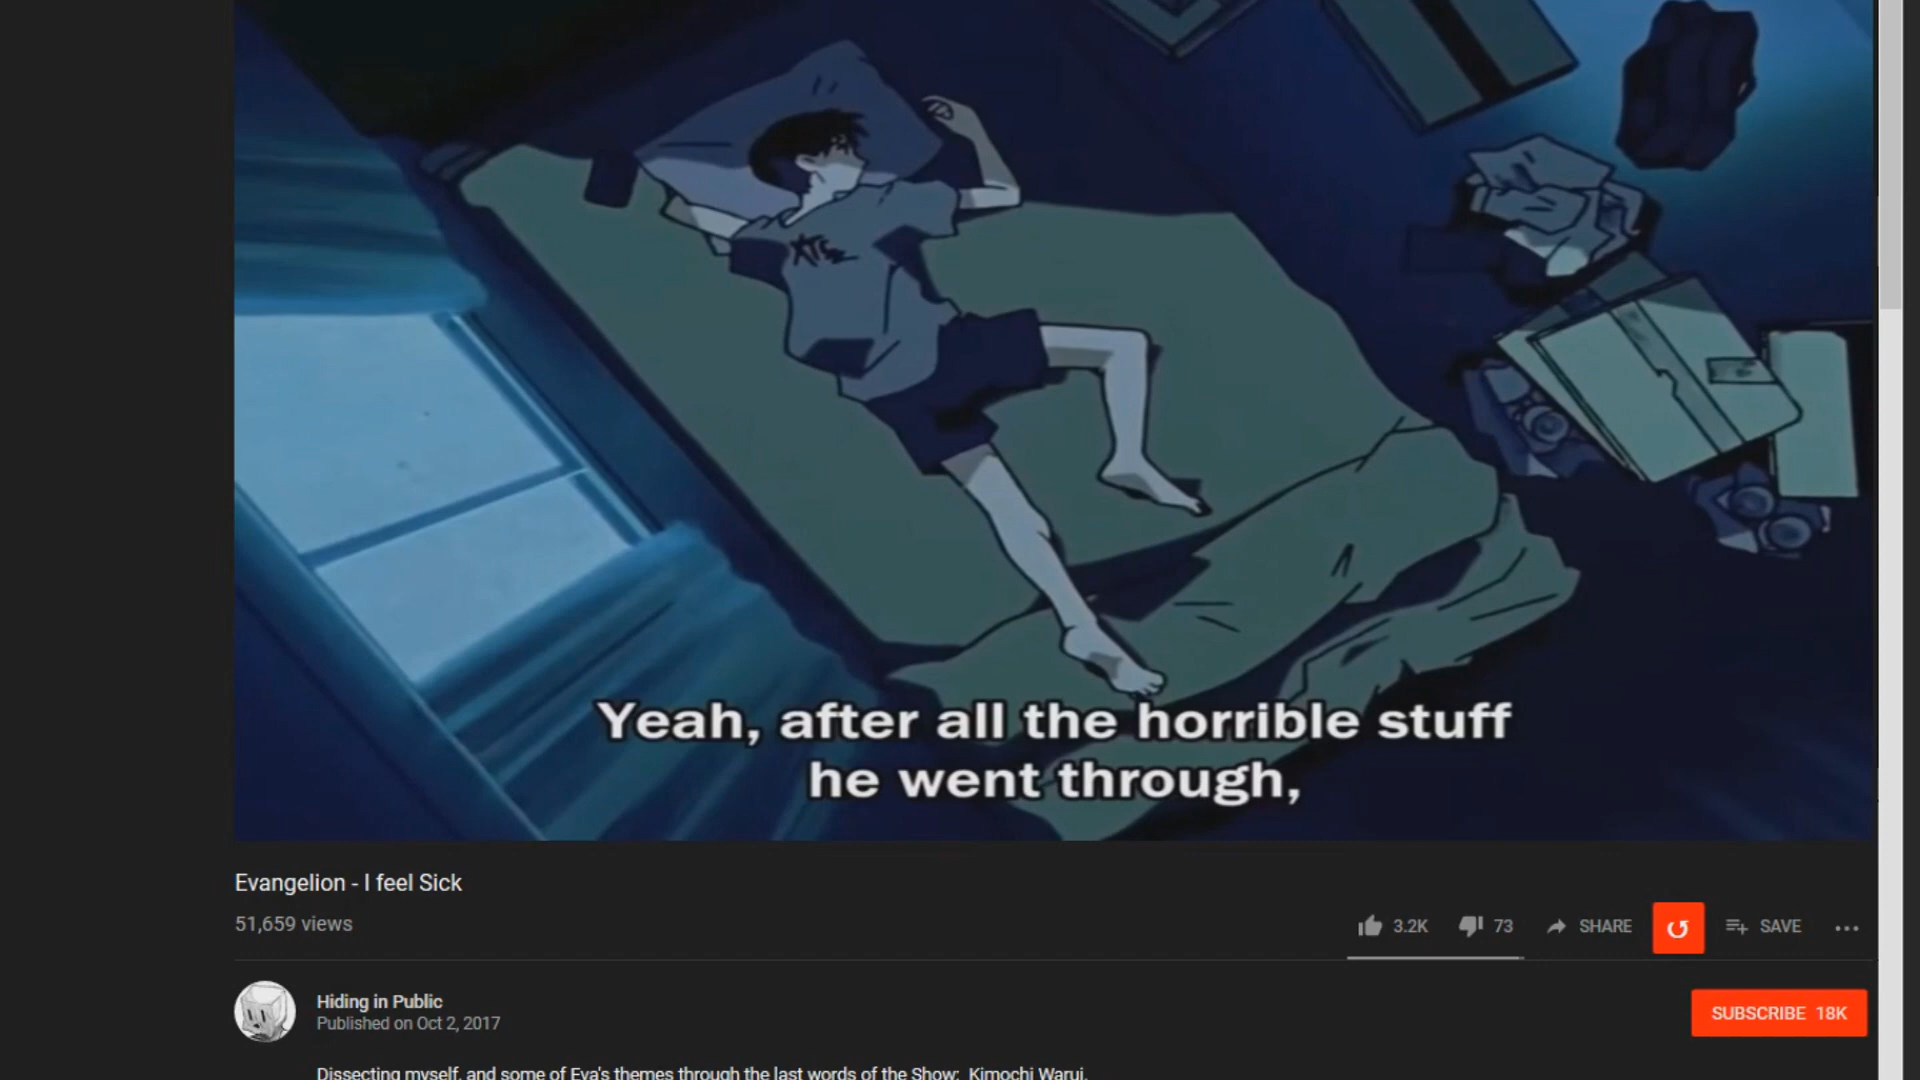 Yeah, after all the horrible stuff
he went through,
Evangelion - I feel Sick
51,659 views
3.2K 73 SHARE SAVE
Hiding in Public
Published on Oct 2, 2017
SUBSCRIBE 18K
Dissecting myself, and some of Eva's themes through the last words of the Show: Kimochi Warui.